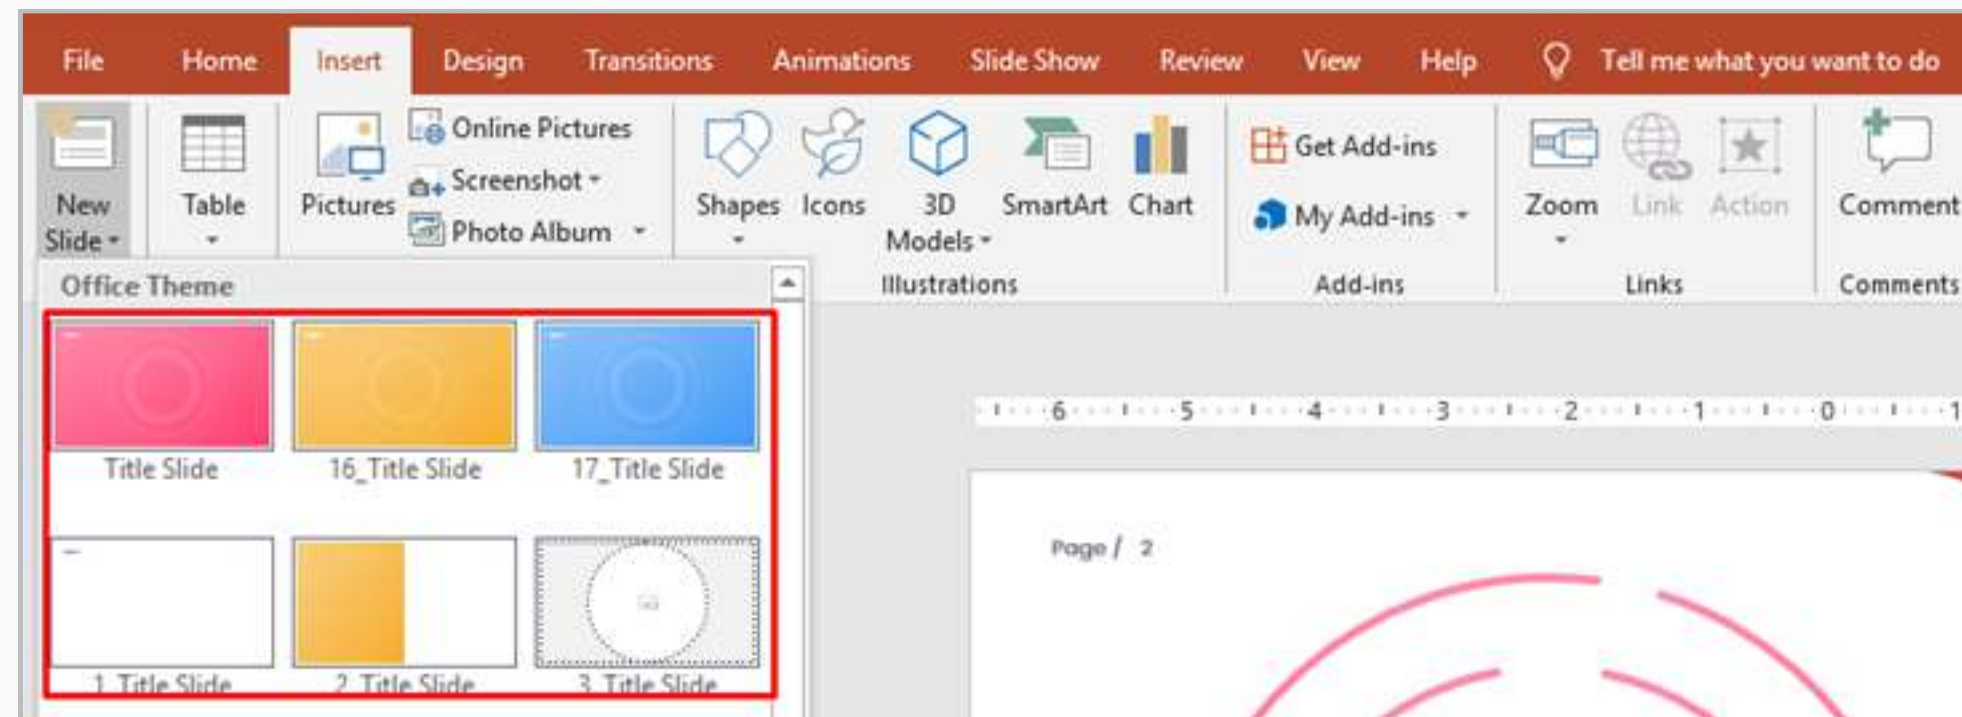 File Home Insert Design Transitions Animations Slide Show Review View Help Tell me what you want to do
New Slide
Table
Pictures
Online Pictures
Screenshot
Photo Album
Shapes
Icons
3D Models
SmartArt
Chart
Illustrations
Get Add-ins
My Add-ins
Add-ins
Zoom
Link
Action
Links
Comment
Comments
Office Theme
Title Slide 16_Title Slide 17_Title Slide
1_Title Slide 2_Title Slide 3_Title Slide
6 5 4 3 2 1 0 1
Page / 2